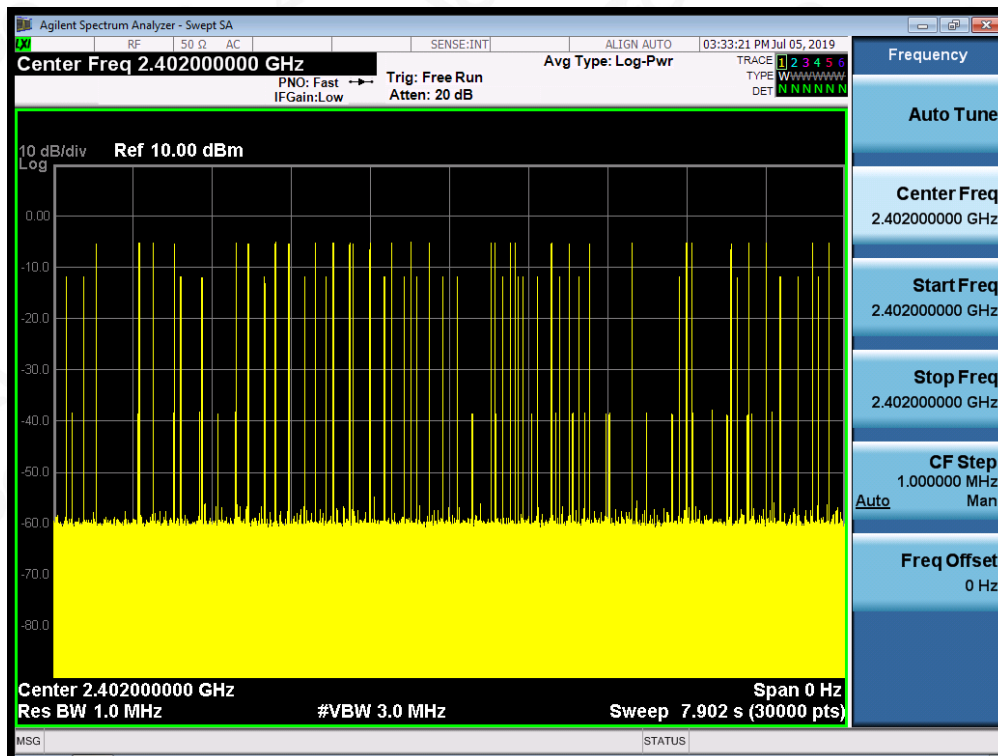 Agilent Spectrum Analyzer - Swept SA
LXI RF 50 Ω AC SENSE:INT ALIGN AUTO 03:33:21 PM Jul 05, 2019
Center Freq 2.402000000 GHz
PNO: Fast
IFGain:Low
Trig: Free Run
Atten: 20 dB
Avg Type: Log-Pwr
TRACE 1 2 3 4 5 6
TYPE WWWWWW
DET N N N N N N
10 dB/div Ref 10.00 dBm
Log
0.00
-10.0
-20.0
-30.0
-40.0
-50.0
-60.0
-70.0
-80.0
Center 2.402000000 GHz Span 0 Hz
Res BW 1.0 MHz #VBW 3.0 MHz Sweep 7.902 s (30000 pts)
MSG STATUS
Frequency
Auto Tune
Center Freq
2.402000000 GHz
Start Freq
2.402000000 GHz
Stop Freq
2.402000000 GHz
CF Step
1.000000 MHz
Auto Man
Freq Offset
0 Hz